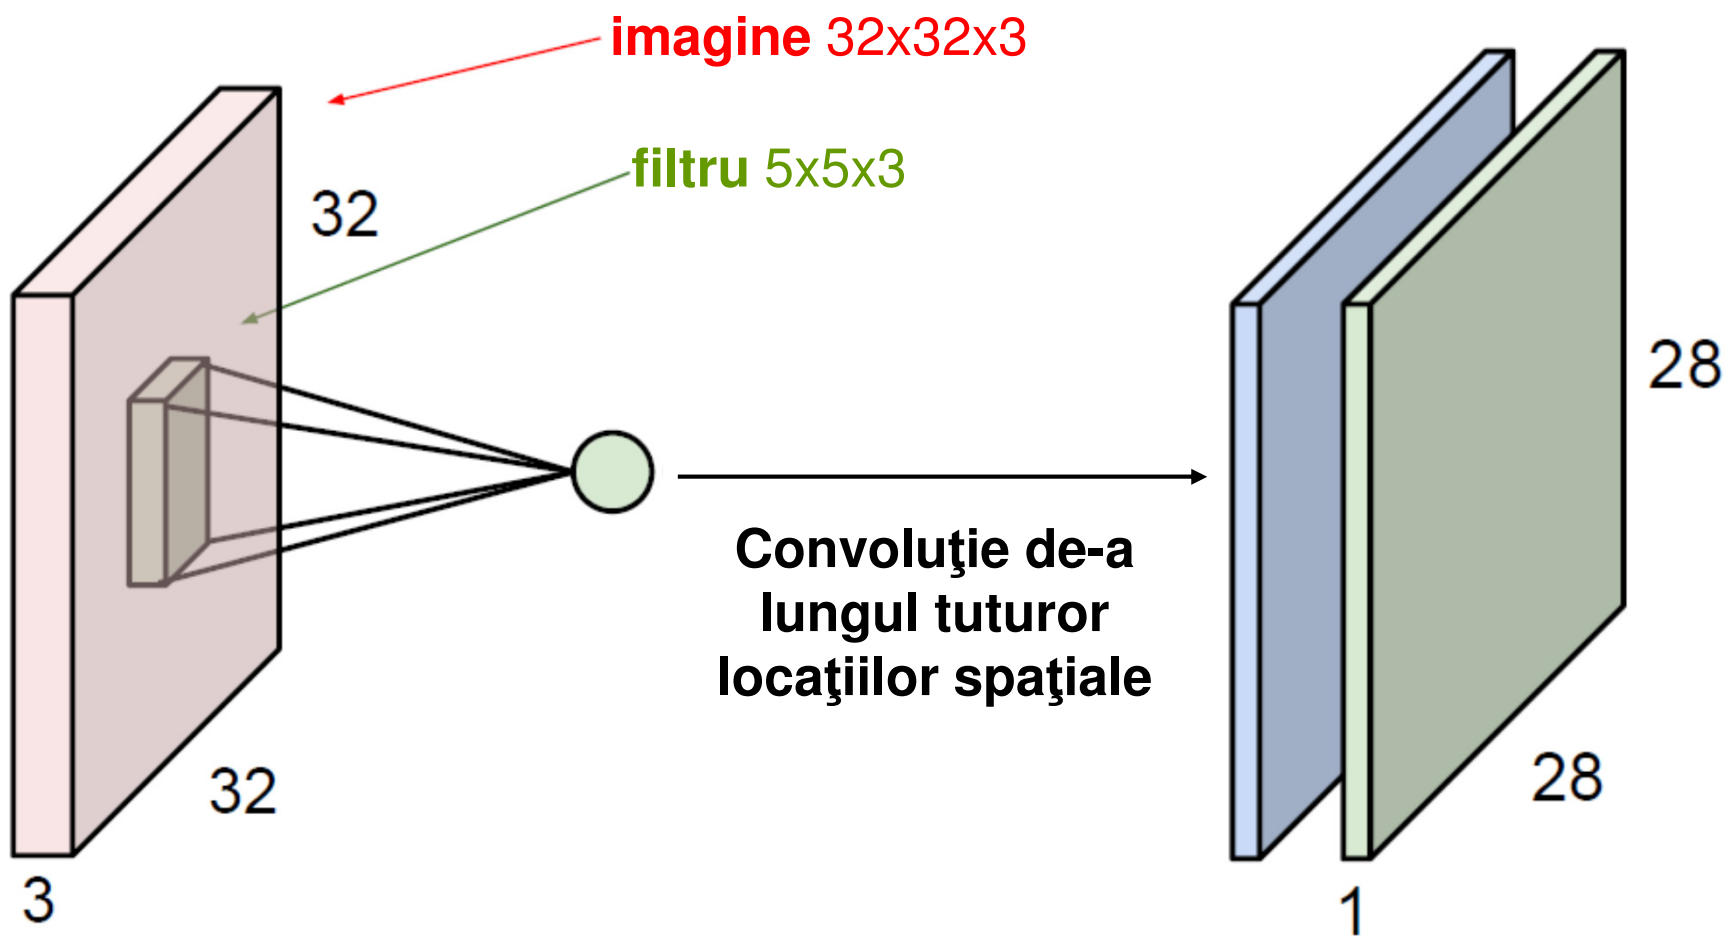 imagine 32x32x3
filtru 5x5x3
32
32
3
Convoluţie de-a
lungul tuturor
locaţiilor spaţiale
28
28
1